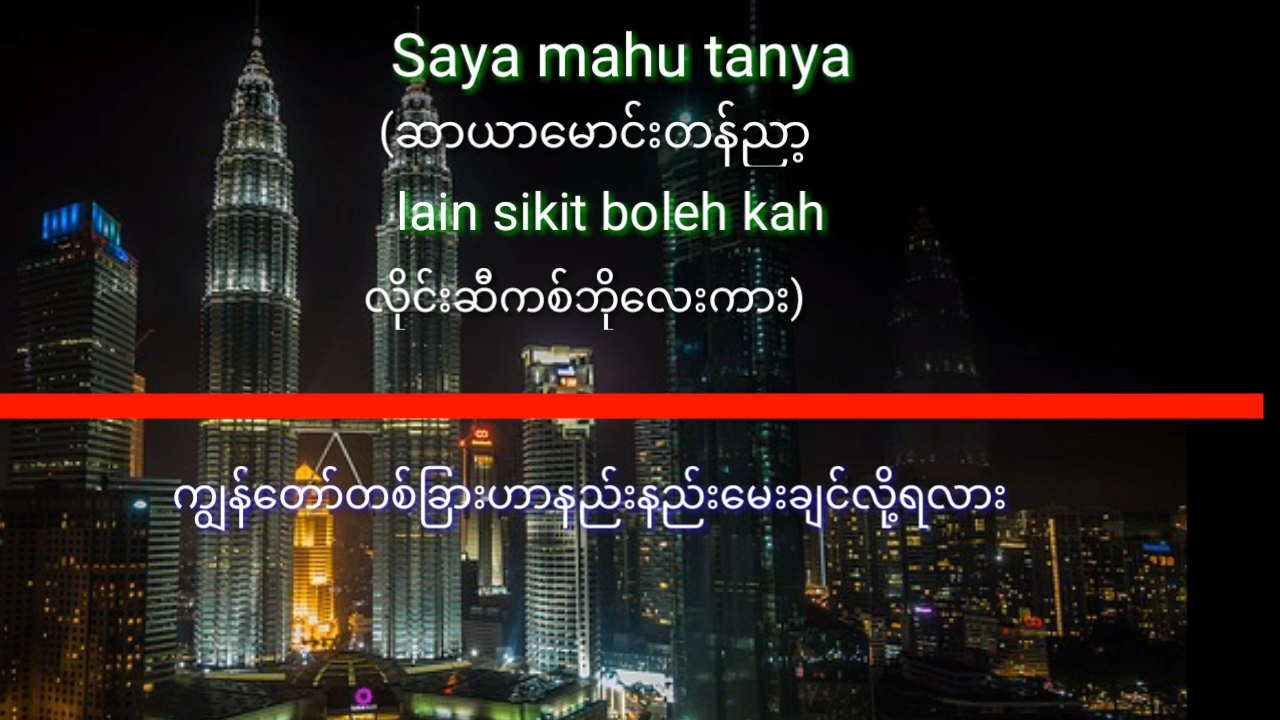 Saya mahu tanya
(ဆာယာမောင်းတန်ညာ့
lain sikit boleh kah
လိုင်းဆီကစ်ဘိုလေးကား)
ကျွန်တော်တစ်ခြားဟာနည်းနည်းမေးချင်လို့ရလား